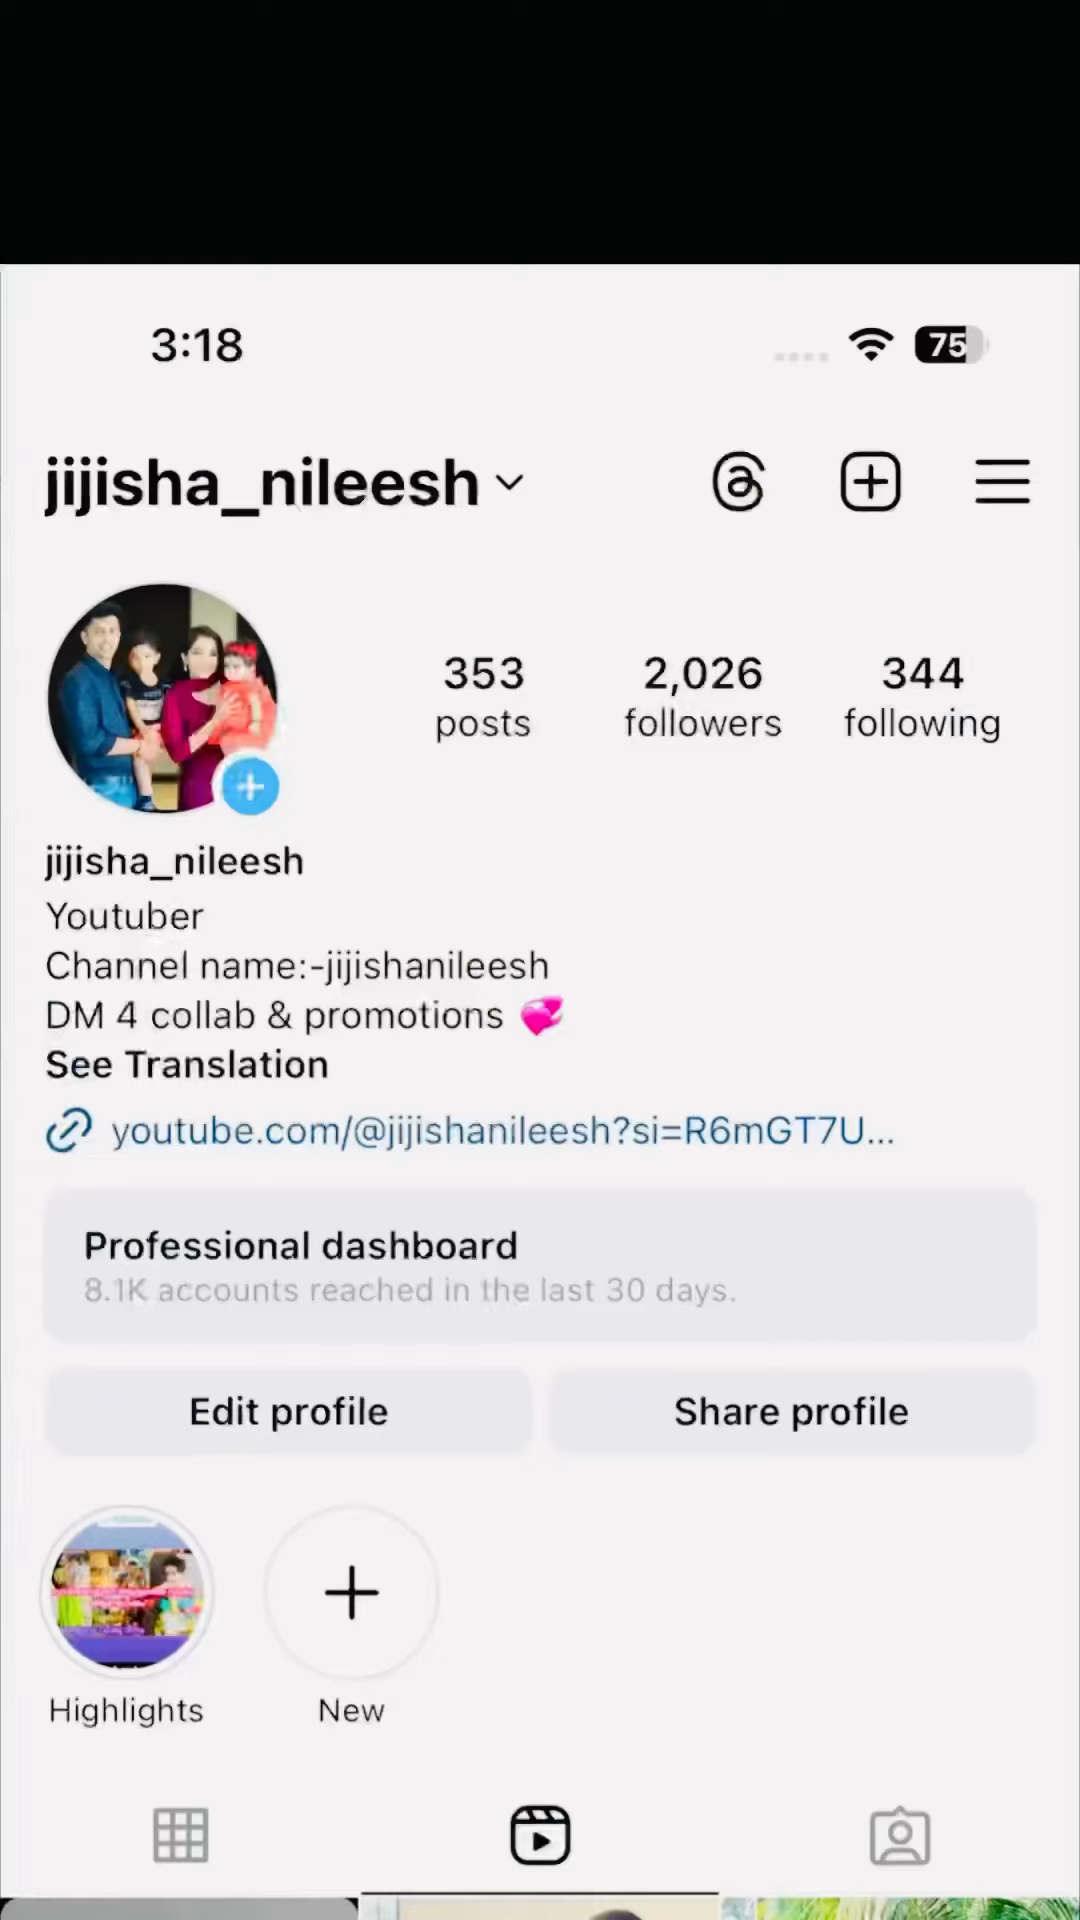 3:18
75
jijisha_nileesh
353
posts
2,026
followers
344
following
jijisha_nileesh
Youtuber
Channel name:-jijishanileesh
DM 4 collab & promotions 💞
See Translation
youtube.com/@jijishanileesh?si=R6mGT7U...
Professional dashboard
8.1K accounts reached in the last 30 days.
Edit profile
Share profile
Highlights
New